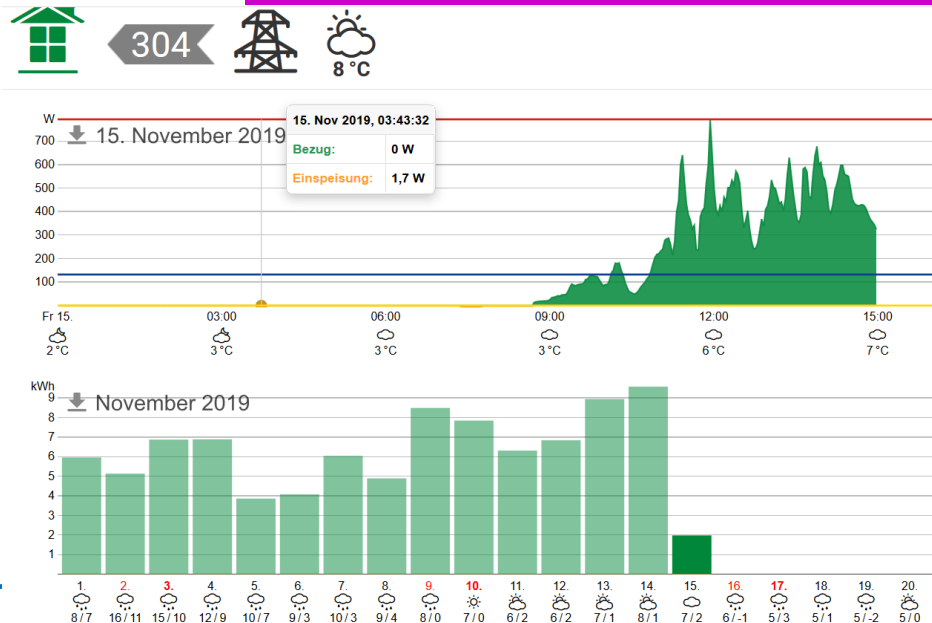 304
8 °C
W
15. November 2019
15. Nov 2019, 03:43:32
Bezug: 0 W
Einspeisung: 1,7 W
700
600
500
400
300
200
100
Fr 15. 03:00 06:00 09:00 12:00 15:00
2 °C 3 °C 3 °C 3 °C 6 °C 7 °C
kWh
November 2019
9
8
7
6
5
4
3
2
1
1. 2. 3. 4. 5. 6. 7. 8. 9. 10. 11. 12. 13. 14. 15. 16. 17. 18. 19. 20.
8 / 7 16 / 11 15 / 10 12 / 9 10 / 7 9 / 3 10 / 3 9 / 4 8 / 0 7 / 0 6 / 2 6 / 2 7 / 1 8 / 1 7 / 2 6 / -1 5 / 3 5 / 1 5 / -2 5 / 0